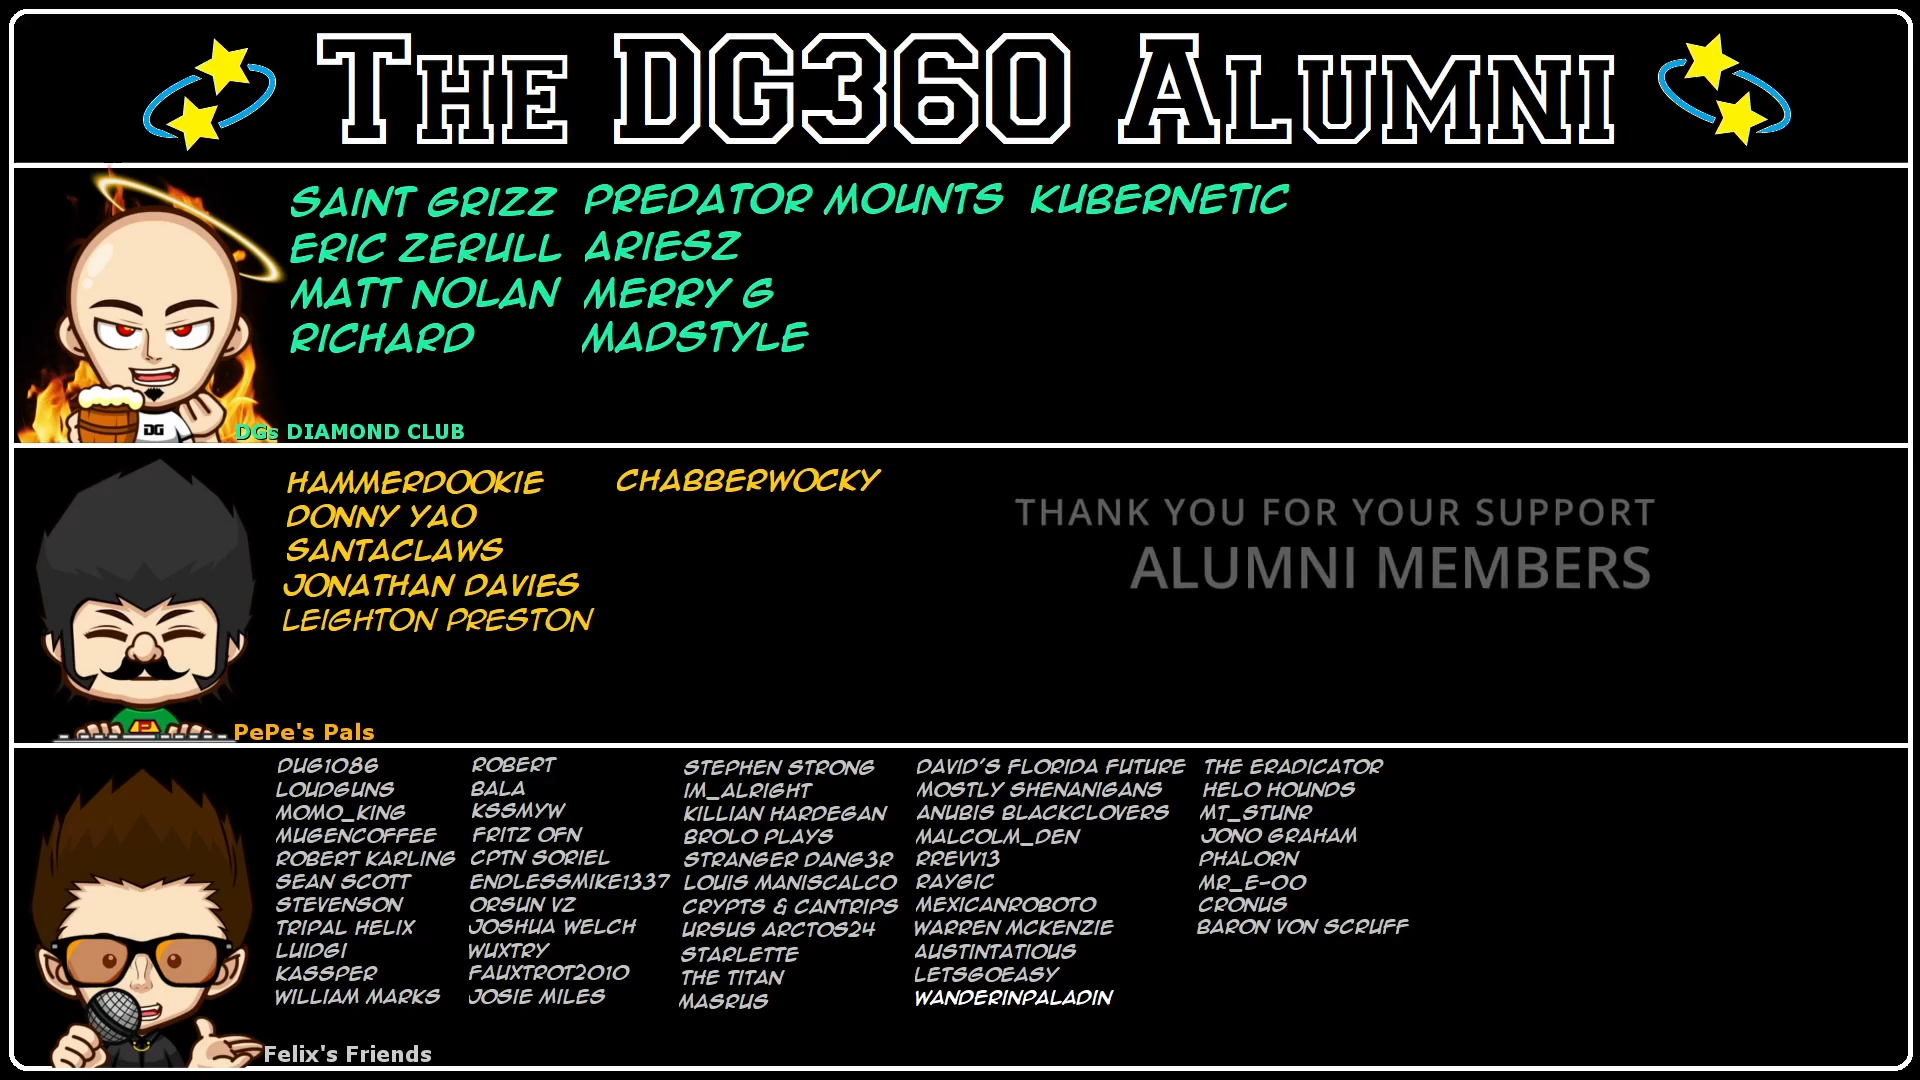 THE DG360 ALUMNI
SAINT GRIZZ
ERIC ZERULL
MATT NOLAN
RICHARD
PREDATOR MOUNTS
ARIESZ
MERRY G
MADSTYLE
KUBERNETIC
DG
DGs DIAMOND CLUB
HAMMERDOOKIE
DONNY YAO
SANTACLAWS
JONATHAN DAVIES
LEIGHTON PRESTON
CHABBERWOCKY
THANK YOU FOR YOUR SUPPORT
ALUMNI MEMBERS
PePe's Pals
DUG1086
LOUDGUNS
MOMO_KING
MUGENCOFFEE
ROBERT KARLING
SEAN SCOTT
STEVENSON
TRIPAL HELIX
LUIDGI
KASSPER
WILLIAM MARKS
ROBERT
BALA
KSSMYW
FRITZ OFN
CPTN SORIEL
ENDLESSMIKE1337
ORSUN VZ
JOSHUA WELCH
WUXTRY
FAUXTROT2010
JOSIE MILES
STEPHEN STRONG
IM_ALRIGHT
KILLIAN HARDEGAN
BROLO PLAYS
STRANGER DANG3R
LOUIS MANISCALCO
CRYPTS & CANTRIPS
URSUS ARCTOS24
STARLETTE
THE TITAN
MASRUS
DAVID'S FLORIDA FUTURE
MOSTLY SHENANIGANS
ANUBIS BLACKCLOVERS
MALCOLM_DEN
RREVV13
RAYGIC
MEXICANROBOTO
WARREN MCKENZIE
AUSTINTATIOUS
LETSGOEASY
WANDERINPALADIN
THE ERADICATOR
HELO HOUNDS
MT_STUNR
JONO GRAHAM
PHALORN
MR_E-OO
CRONUS
BARON VON SCRUFF
Felix's Friends